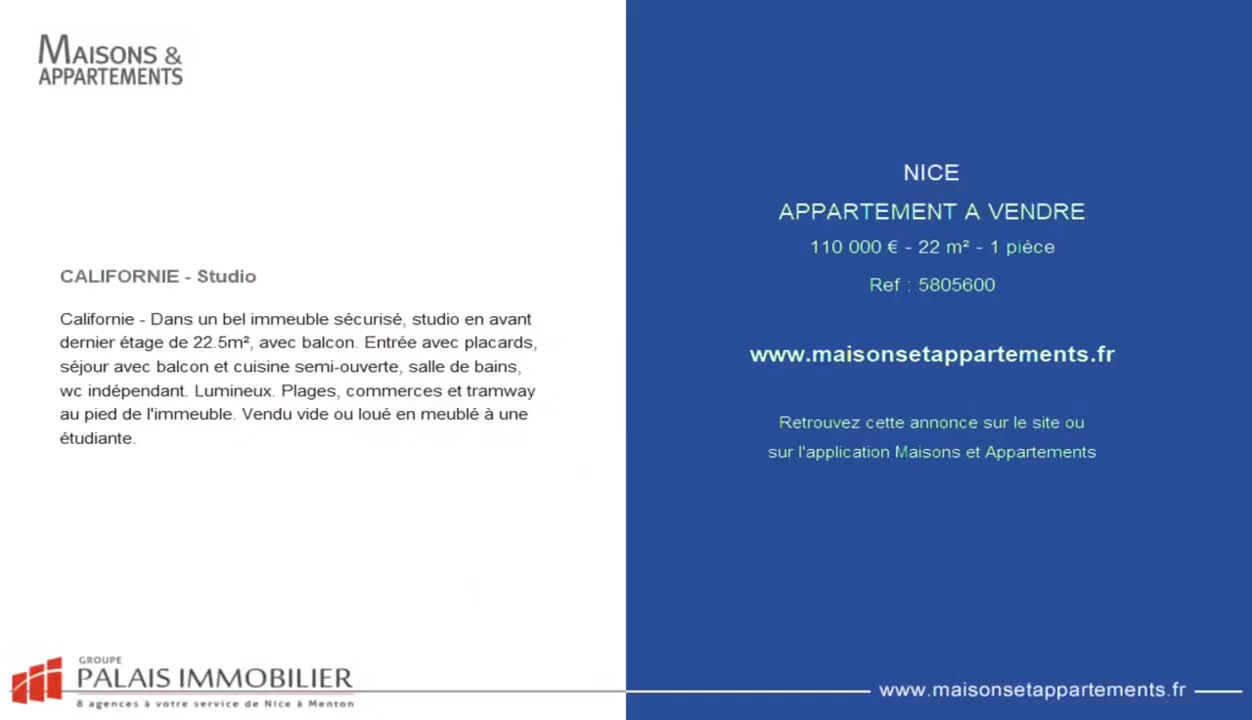 MAISONS &
APPARTEMENTS
CALIFORNIE - Studio
Californie - Dans un bel immeuble sécurisé, studio en avant
dernier étage de 22.5m², avec balcon. Entrée avec placards,
séjour avec balcon et cuisine semi-ouverte, salle de bains,
wc indépendant. Lumineux. Plages, commerces et tramway
au pied de l'immeuble. Vendu vide ou loué en meublé à une
étudiante.
GROUPE
PALAIS IMMOBILIER
8 agences à votre service de Nice à Menton
NICE
APPARTEMENT A VENDRE
110 000 € - 22 m² - 1 pièce
Ref : 5805600
www.maisonsetappartements.fr
Retrouvez cette annonce sur le site ou
sur l'application Maisons et Appartements
www.maisonsetappartements.fr